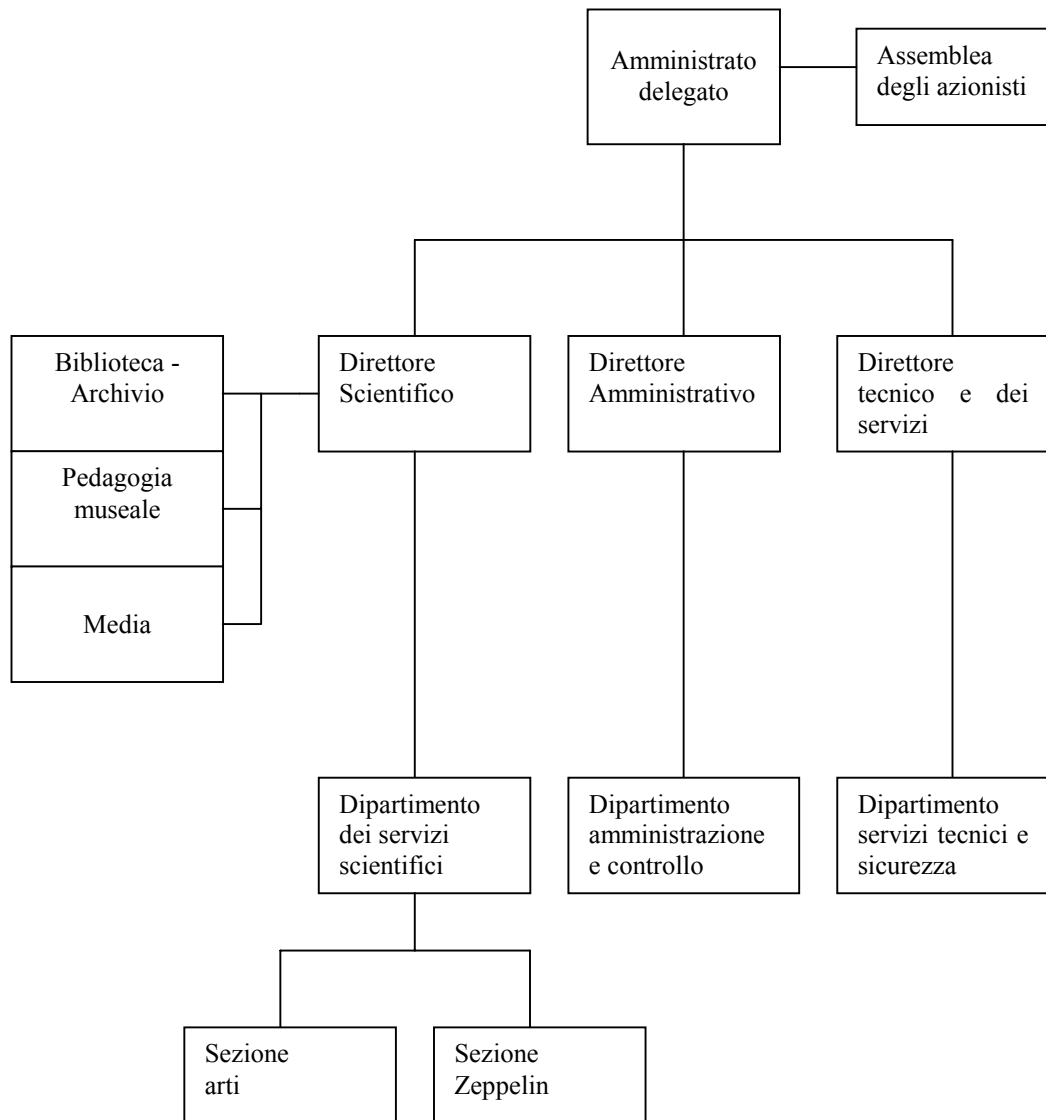 Amministrato
delegato
Assemblea
degli azionisti
Biblioteca -
Archivio
Pedagogia
museale
Media
Direttore
Scientifico
Direttore
Amministrativo
Direttore
tecnico e dei
servizi
Dipartimento
dei servizi
scientifici
Dipartimento
amministrazione
e controllo
Dipartimento
servizi tecnici e
sicurezza
Sezione
arti
Sezione
Zeppelin